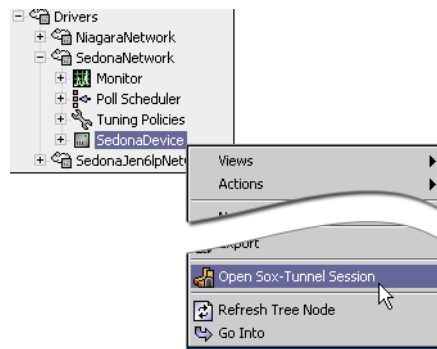 Drivers
NiagaraNetwork
SedonaNetwork
Monitor
Poll Scheduler
Tuning Policies
SedonaDevice
Views
Actions
Export
Open Sox-Tunnel Session
Refresh Tree Node
Go Into